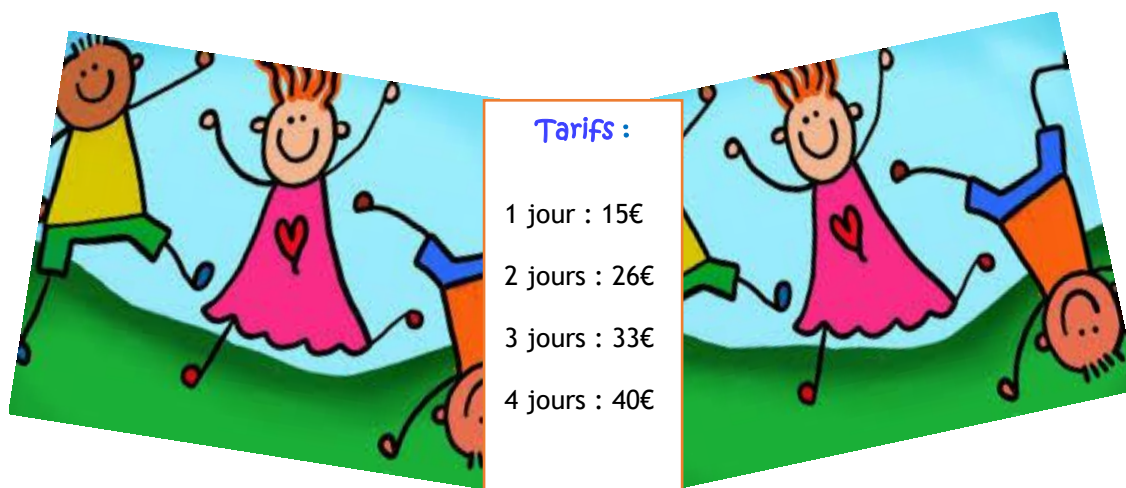 Tarifs :
1 jour : 15€
2 jours : 26€
3 jours : 33€
4 jours : 40€